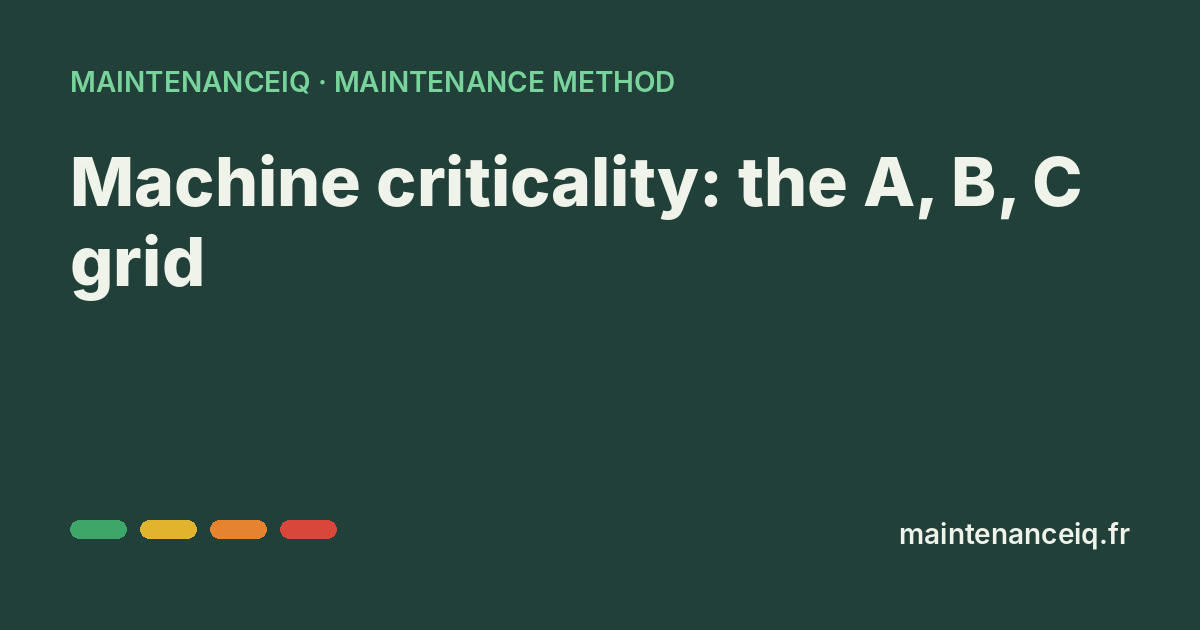 MAINTENANCEIQ · MAINTENANCE METHOD
Machine criticality: the A, B, C
grid
maintenanceiq.fr